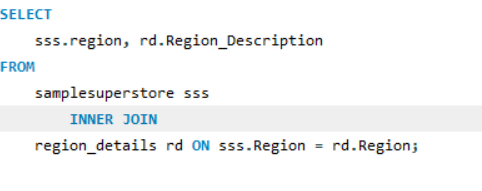 SELECT
sss.region, rd.Region_Description
FROM
samplesuperstore sss
INNER JOIN
region_details rd ON sss.Region = rd.Region;